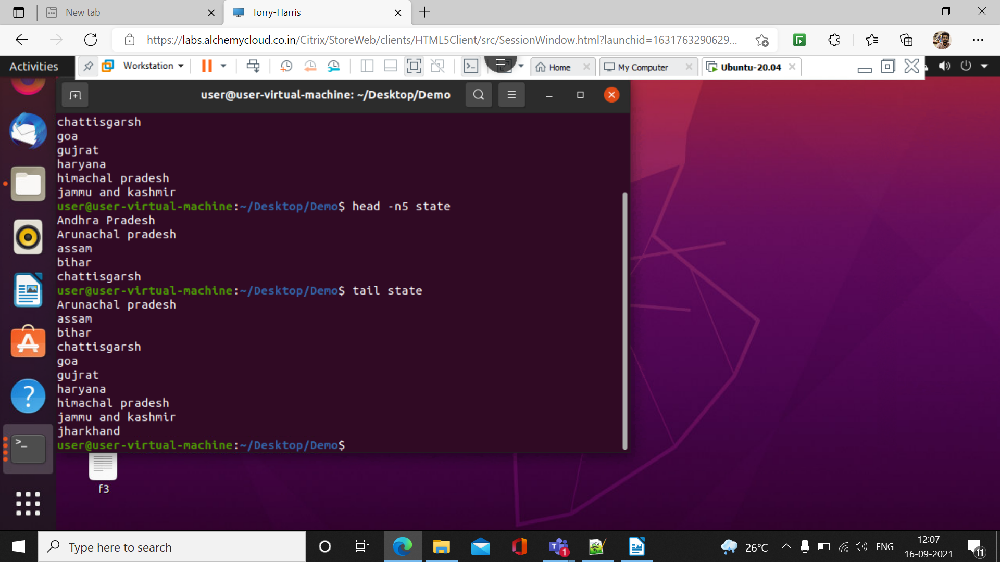 New tab
Torry-Harris
https://labs.alchemycloud.co.in/Citrix/StoreWeb/clients/HTML5Client/src/SessionWindow.html?launchid=1631763290629...
Activities
Workstation
Home
My Computer
Ubuntu-20.04
user@user-virtual-machine: ~/Desktop/Demo
chattisgarsh
goa
gujrat
haryana
himachal pradesh
jammu and kashmir
user@user-virtual-machine:~/Desktop/Demo$ head -n5 state
Andhra Pradesh
Arunachal pradesh
assam
bihar
chattisgarsh
user@user-virtual-machine:~/Desktop/Demo$ tail state
Arunachal pradesh
assam
bihar
chattisgarsh
goa
gujrat
haryana
himachal pradesh
jammu and kashmir
jharkhand
user@user-virtual-machine:~/Desktop/Demo$
f3
Type here to search
1
26°C
ENG
12:07
16-09-2021
11